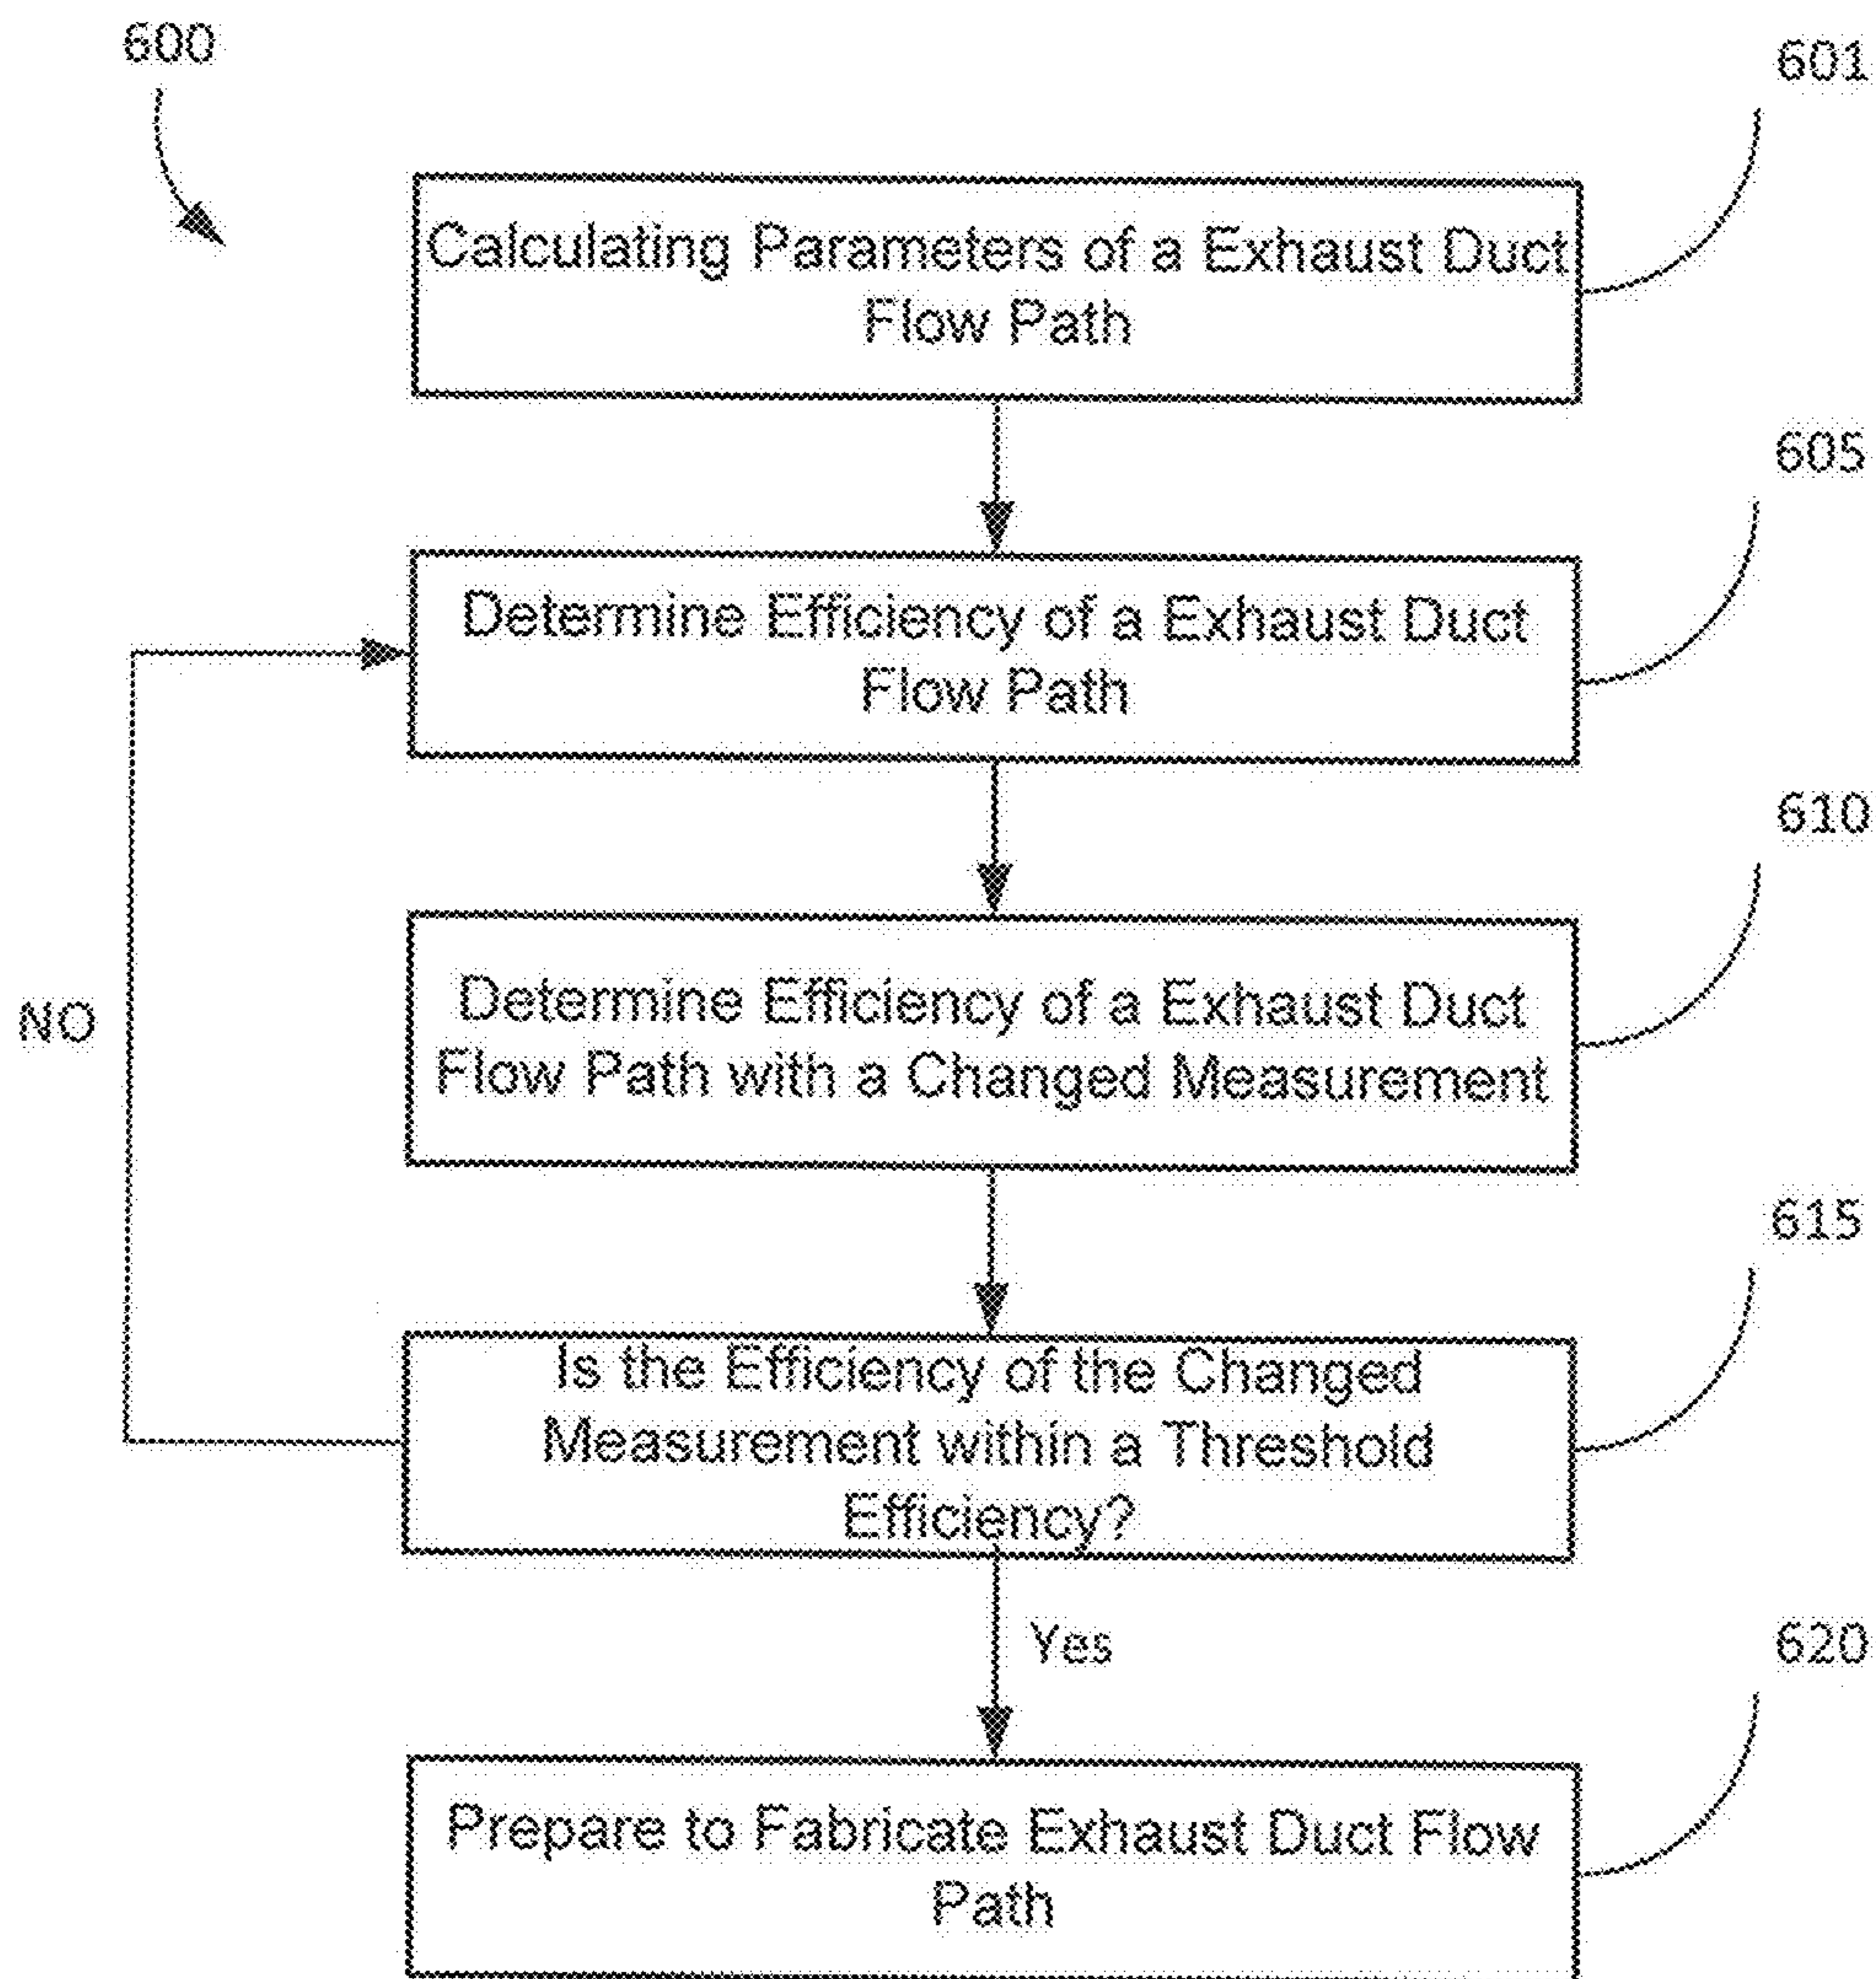 600
601
Calculating Parameters of a Exhaust Duct
Flow Path
605
Determine Efficiency of a Exhaust Duct
Flow Path
610
Determine Efficiency of a Exhaust Duct
Flow Path with a Changed Measurement
NO
615
Is the Efficiency of the Changed
Measurement within a Threshold
Efficiency?
Yes
620
Prepare to Fabricate Exhaust Duct Flow
Path